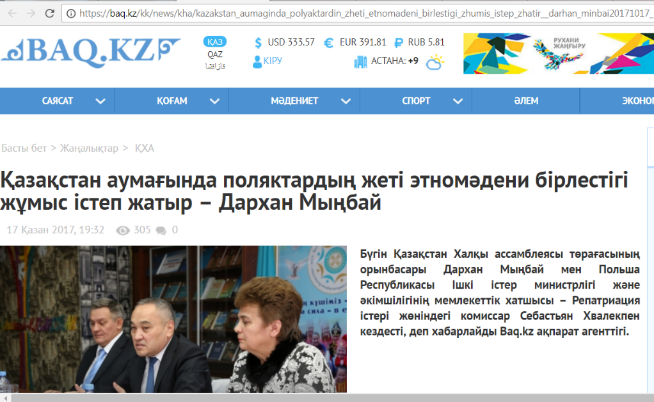 https://baq.kz/kk/news/kha/kazakstan_aumaginda_polyaktardin_zheti_etnomadeni_birlestigi_zhumis_istep_zhatir__darhan_minbai20171017_
BAQ.KZ
ҚАЗ
QAZ
قازاق
$ USD 333.57 € EUR 391.81 ₽ RUB 5.81
КІРУ АСТАНА: +9
РУХАНИ
ЖАҢҒЫРУ
САЯСАТ ҚОҒАМ МӘДЕНИЕТ СПОРТ ӘЛЕМ ЭКОНО
Басты бет > Жаңалықтар > ҚХА
Қазақстан аумағында поляктардың жеті этномәдени бірлестігі
жұмыс істеп жатыр – Дархан Мыңбай
17 Қазан 2017, 19:32 305 0
Бүгін Қазақстан Халқы ассамблеясы төрағасының
орынбасары Дархан Мыңбай мен Польша
Республикасы Ішкі істер министрлігі және
әкімшілігінің мемлекеттік хатшысы – Репатриация
істері жөніндегі комиссар Себастьян Хвалекпен
кездесті, деп хабарлайды Baq.kz ақпарат агенттігі.